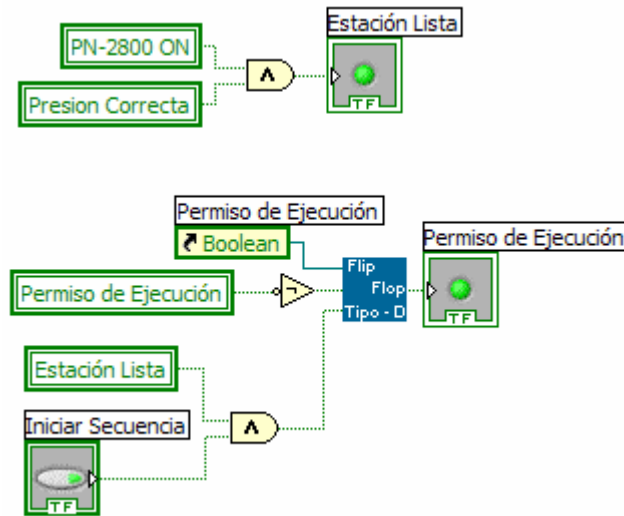 Estación Lista
PN-2800 ON
Presion Correcta
TF
Permiso de Ejecución
Boolean
Permiso de Ejecución
Permiso de Ejecución
Flip
Flop
Tipo - D
TF
Estación Lista
Iniciar Secuencia
TF